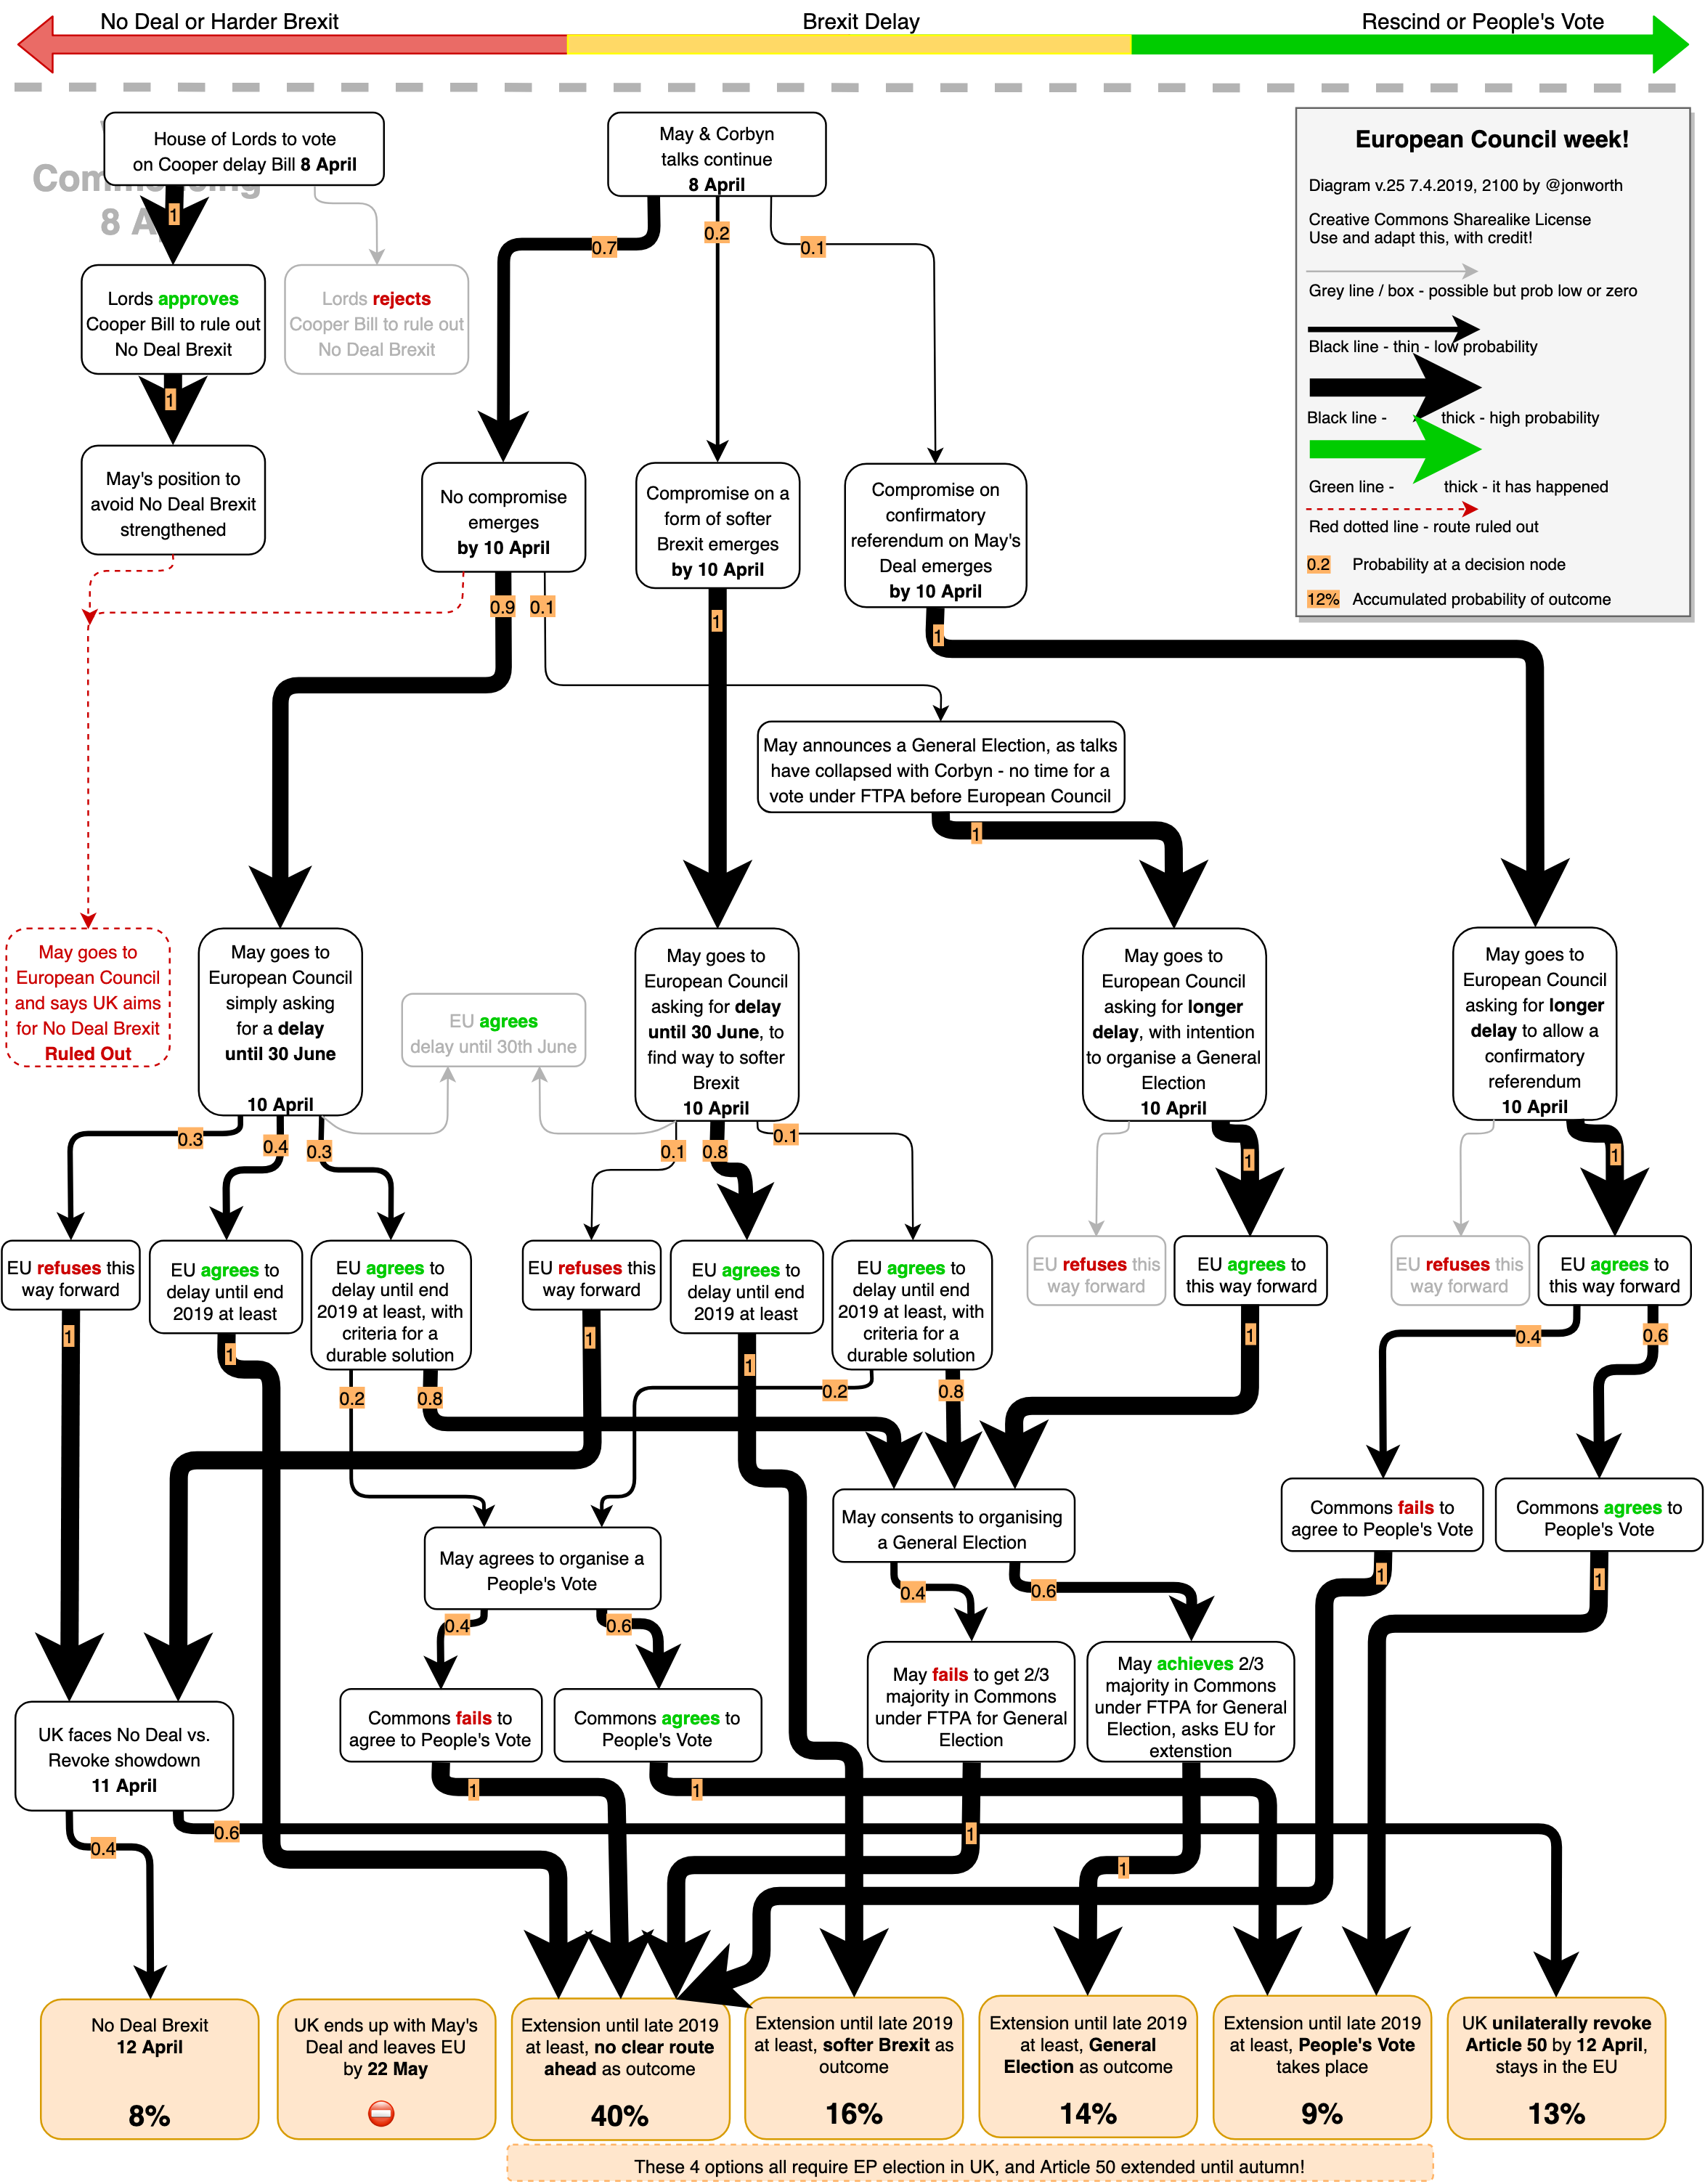 No Deal or Harder Brexit
Brexit Delay
Rescind or People's Vote
House of Lords to vote
on Cooper delay Bill 8 April
May & Corbyn
talks continue
8 April
European Council week!
Diagram v.25 7.4.2019, 2100 by @jonworth
Creative Commons Sharealike License
Use and adapt this, with credit!
Grey line / box - possible but prob low or zero
Black line - thin - low probability
Black line - thick - high probability
Green line - thick - it has happened
Red dotted line - route ruled out
0.2 Probability at a decision node
12% Accumulated probability of outcome
8
1
0.7
0.2
0.1
Lords approves
Cooper Bill to rule out
No Deal Brexit
Lords rejects
Cooper Bill to rule out
No Deal Brexit
1
May's position to
avoid No Deal Brexit
strengthened
No compromise
emerges
by 10 April
Compromise on a
form of softer
Brexit emerges
by 10 April
Compromise on
confirmatory
referendum on May's
Deal emerges
by 10 April
0.9
0.1
1
1
May announces a General Election, as talks
have collapsed with Corbyn - no time for a
vote under FTPA before European Council
1
May goes to
European Council
and says UK aims
for No Deal Brexit
Ruled Out
May goes to
European Council
simply asking
for a delay
until 30 June
10 April
EU agrees
delay until 30th June
May goes to
European Council
asking for delay
until 30 June, to
find way to softer
Brexit
10 April
May goes to
European Council
asking for longer
delay, with intention
to organise a General
Election
10 April
May goes to
European Council
asking for longer
delay to allow a
confirmatory
referendum
10 April
0.3
0.4
0.3
0.1
0.8
0.1
1
1
EU refuses this
way forward
EU agrees to
delay until end
2019 at least
EU agrees to
delay until end
2019 at least, with
criteria for a
durable solution
EU refuses this
way forward
EU agrees to
delay until end
2019 at least
EU agrees to
delay until end
2019 at least, with
criteria for a
durable solution
EU refuses this
way forward
EU agrees to
this way forward
EU refuses this
way forward
EU agrees to
this way forward
1
1
0.2
0.8
1
1
0.2
0.8
1
0.4
0.6
May agrees to organise a
People's Vote
May consents to organising
a General Election
Commons fails to
agree to People's Vote
Commons agrees to
People's Vote
0.4
0.6
0.4
0.6
1
1
UK faces No Deal vs.
Revoke showdown
11 April
Commons fails to
agree to People's Vote
Commons agrees to
People's Vote
May fails to get 2/3
majority in Commons
under FTPA for General
Election
May achieves 2/3
majority in Commons
under FTPA for General
Election, asks EU for
extenstion
0.4
0.6
1
1
1
1
No Deal Brexit
12 April
8%
UK ends up with May's
Deal and leaves EU
by 22 May
Extension until late 2019
at least, no clear route
ahead as outcome
40%
Extension until late 2019
at least, softer Brexit as
outcome
16%
Extension until late 2019
at least, General
Election as outcome
14%
Extension until late 2019
at least, People's Vote
takes place
9%
UK unilaterally revoke
Article 50 by 12 April,
stays in the EU
13%
These 4 options all require EP election in UK, and Article 50 extended until autumn!